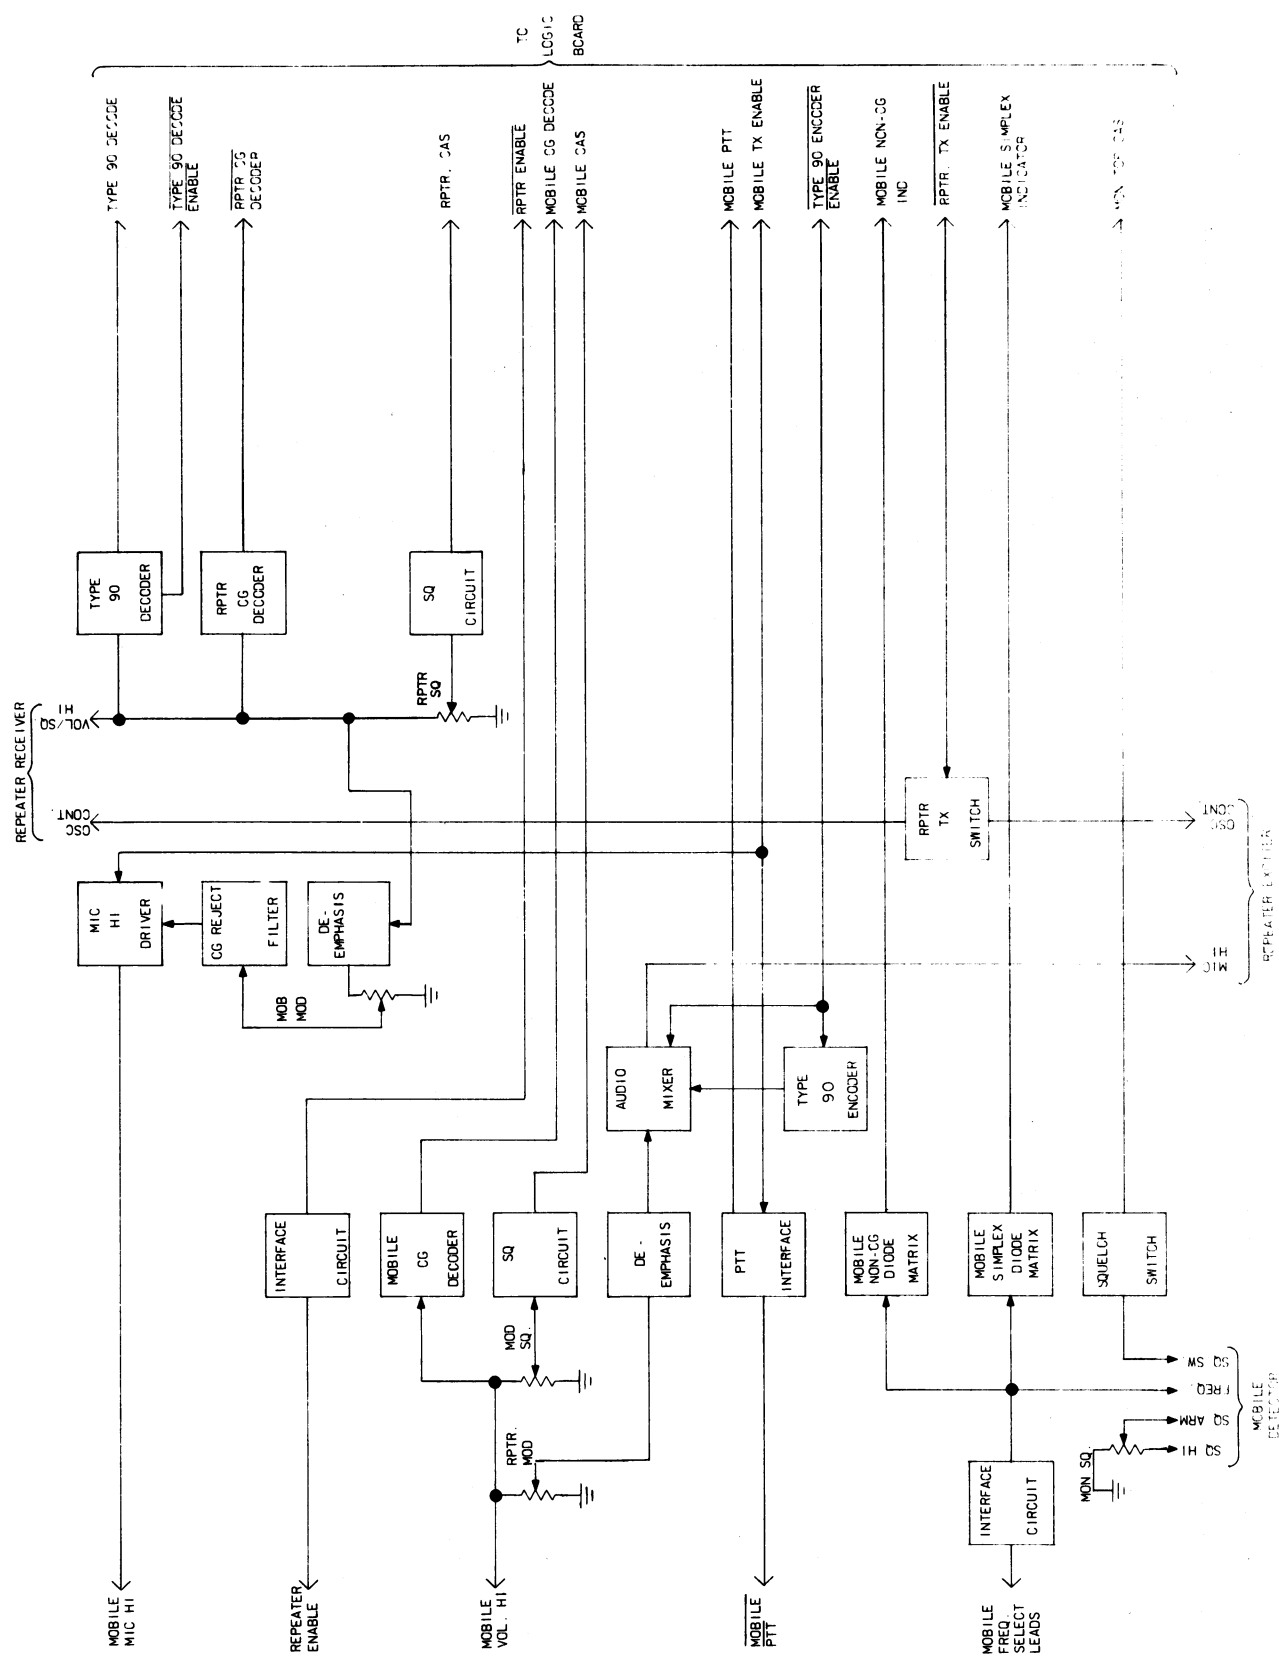 TO
LOGIC
BOARD
TYPE 90 DECODE
TYPE 90 DECODE
ENABLE
RPTR CG
DECODER
RPTR. CAS
RPTR ENABLE
MOBILE CG DECODE
MOBILE CAS
MOBILE PTT
MOBILE TX ENABLE
TYPE 90 ENCODER
ENABLE
MOBILE NON-CG
IND
RPTR. TX ENABLE
MOBILE SIMPLEX
INDICATOR
CAS
TYPE
90
DECODER
RPTR
CG
DECODER
SQ
CIRCUIT
RPTR
SQ
REPEATER RECEIVER
VOL/SQ
HI
OSC
CONT.
RPTR
TX
SWITCH
OSC
CONT.
REPEATER EXCITER
MIC
HI
MIC
HI
DRIVER
CG REJECT
FILTER
DE-
EMPHASIS
MOB
MOD
AUDIO
MIXER
TYPE
90
ENCODER
INTERFACE
CIRCUIT
MOBILE
CG
DECODER
SQ
CIRCUIT
DE-
EMPHASIS
PTT
INTERFACE
MOBILE
NON-CG
DIODE
MATRIX
MOBILE
SIMPLEX
DIODE
MATRIX
SQUELCH
SWITCH
MOD
SQ.
RPTR.
MOD
SQ SW
FREQ.
SQ ARM
SQ HI
MOBILE
DETECTOR
MON SQ.
INTERFACE
CIRCUIT
MOBILE
MIC HI
REPEATER
ENABLE
MOBILE
VOL. HI
MOBILE
PTT
MOBILE
FREQ.
SELECT
LEADS